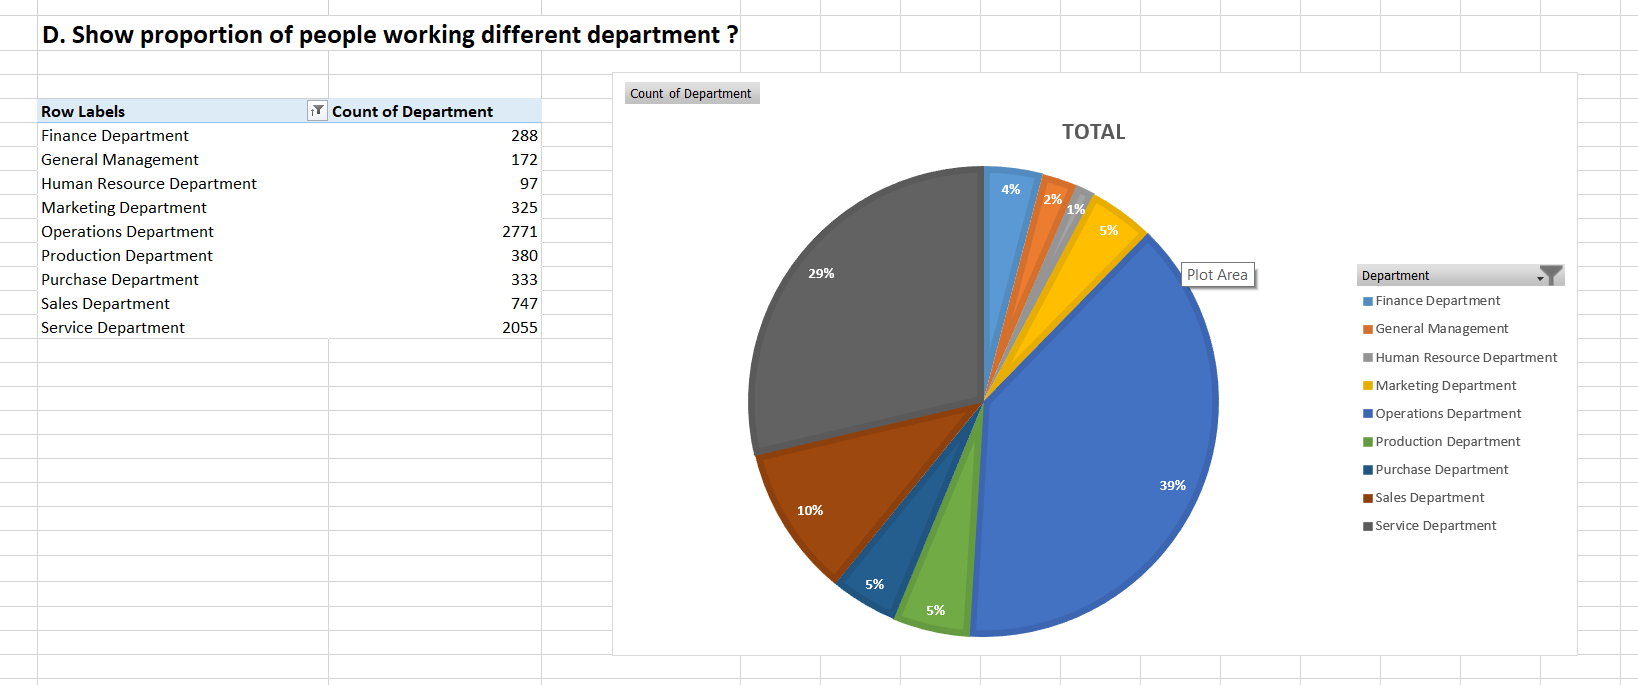 D. Show proportion of people working different department ?
Row Labels Count of Department
Finance Department 288
General Management 172
Human Resource Department 97
Marketing Department 325
Operations Department 2771
Production Department 380
Purchase Department 333
Sales Department 747
Service Department 2055
Count of Department
TOTAL
4%
2%
1%
5%
29%
39%
10%
5%
5%
Plot Area
Department
Finance Department
General Management
Human Resource Department
Marketing Department
Operations Department
Production Department
Purchase Department
Sales Department
Service Department